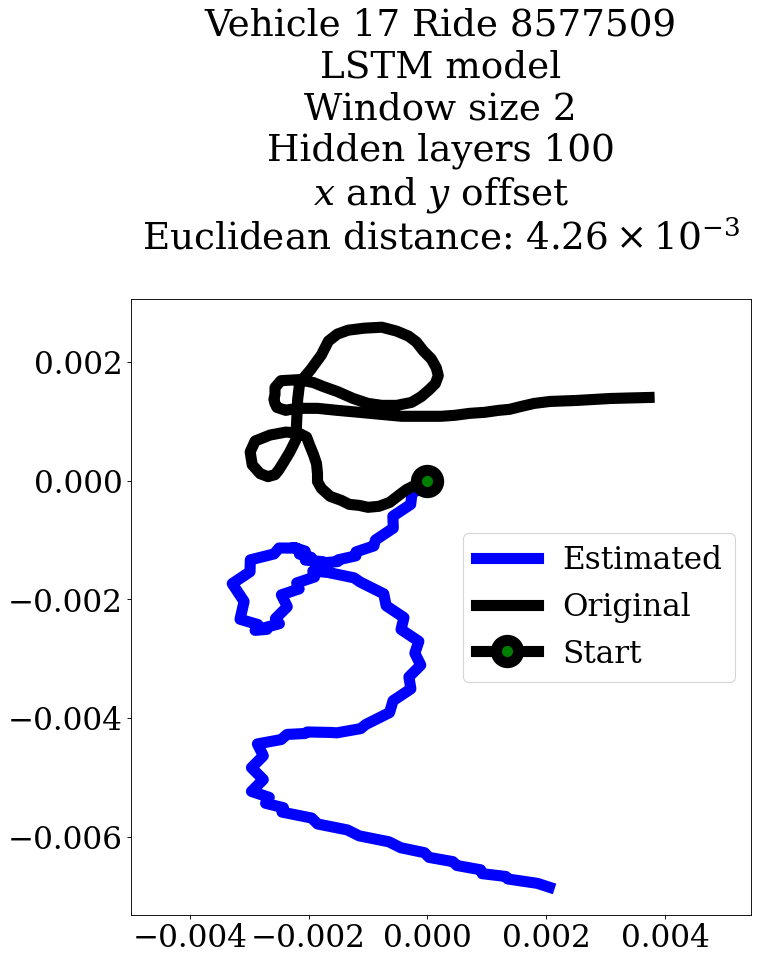 Vehicle 17 Ride 8577509
LSTM model
Window size 2
Hidden layers 100
x and y offset
Euclidean distance: 4.26 × 10⁻³
0.002
0.000
−0.002
−0.004
−0.006
Estimated
Original
Start
−0.004 −0.002 0.000 0.002 0.004